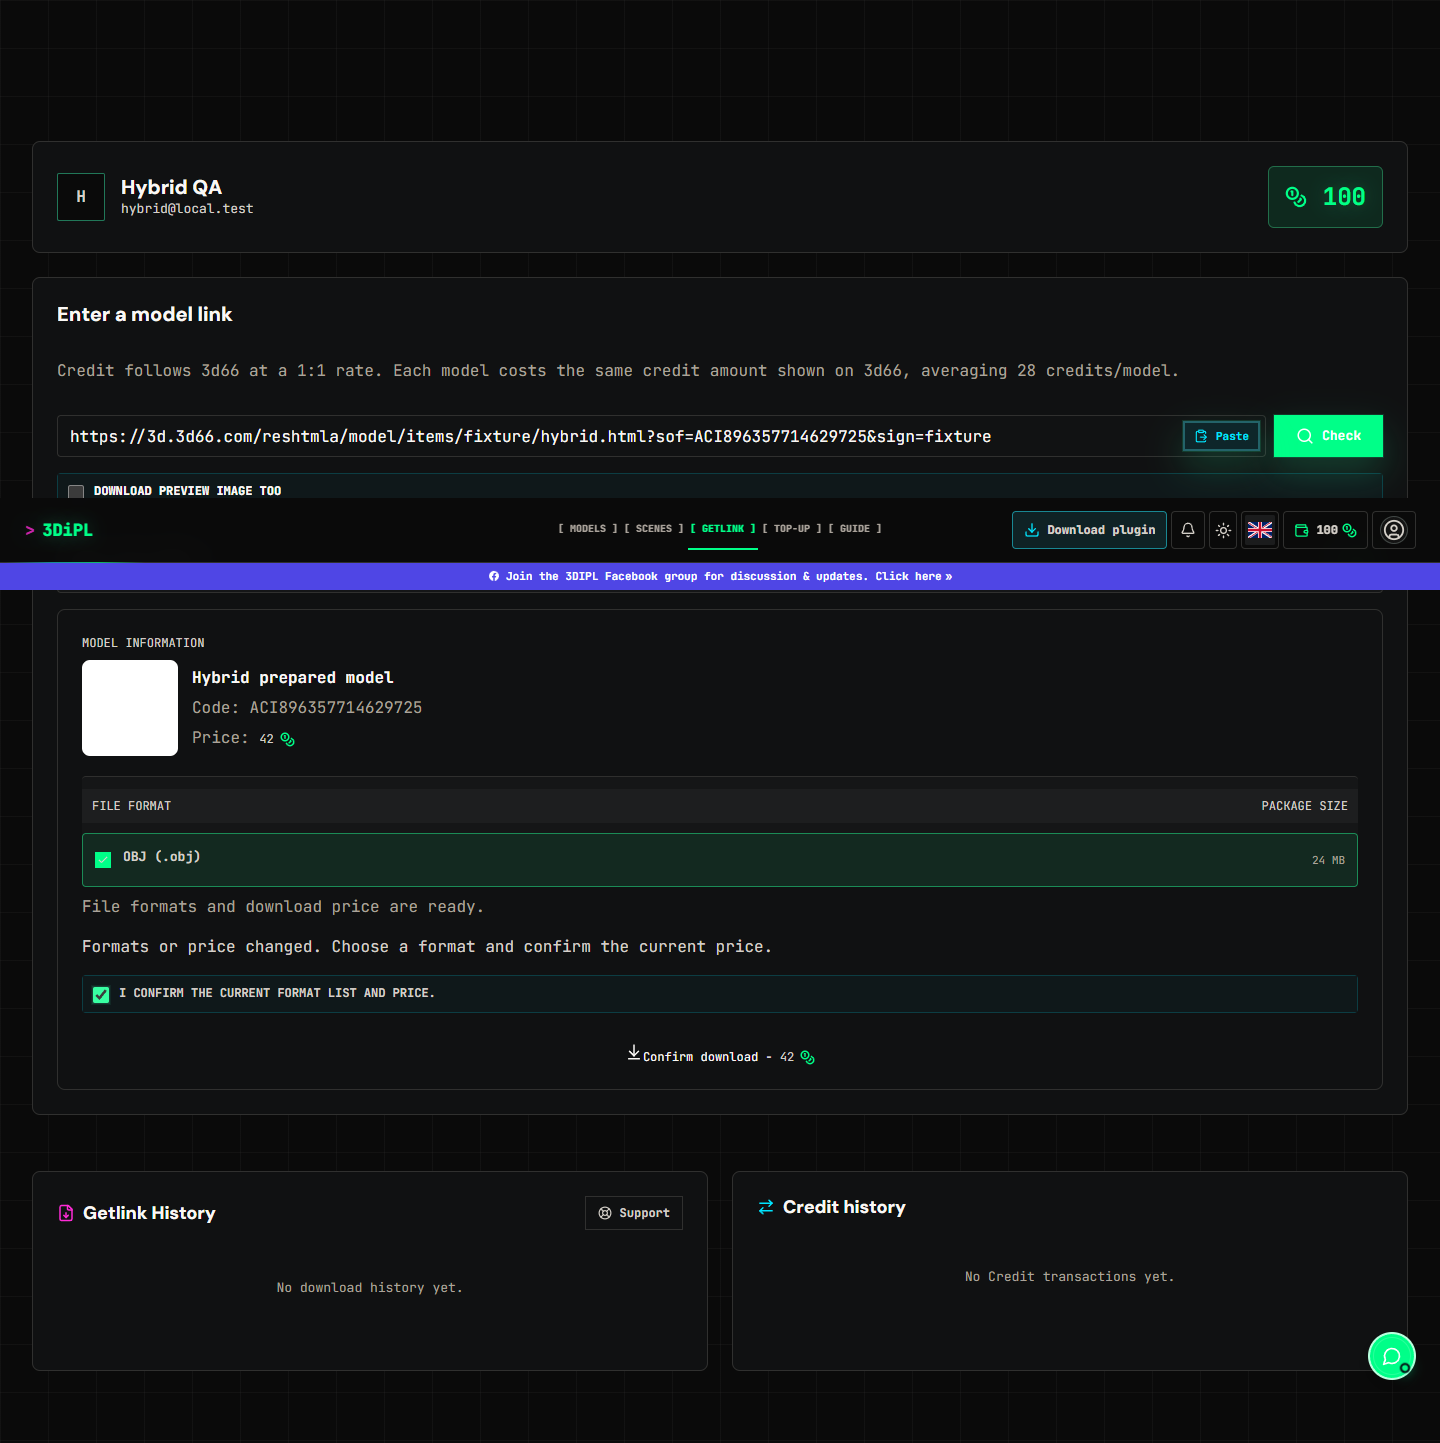 H
Hybrid QA
hybrid@local.test
100
Enter a model link
Credit follows 3d66 at a 1:1 rate. Each model costs the same credit amount shown on 3d66, averaging 28 credits/model.
https://3d.3d66.com/reshtmla/model/items/fixture/hybrid.html?sof=ACI896357714629725&sign=fixture
Paste
Check
DOWNLOAD PREVIEW IMAGE TOO
> 3DiPL
[ MODELS ] [ SCENES ] [ GETLINK ] [ TOP-UP ] [ GUIDE ]
Download plugin
100
Join the 3DIPL Facebook group for discussion & updates. Click here »
MODEL INFORMATION
Hybrid prepared model
Code: ACI896357714629725
Price: 42
FILE FORMAT
PACKAGE SIZE
OBJ (.obj)
24 MB
File formats and download price are ready.
Formats or price changed. Choose a format and confirm the current price.
I CONFIRM THE CURRENT FORMAT LIST AND PRICE.
Confirm download - 42
Getlink History
Support
No download history yet.
Credit history
No Credit transactions yet.